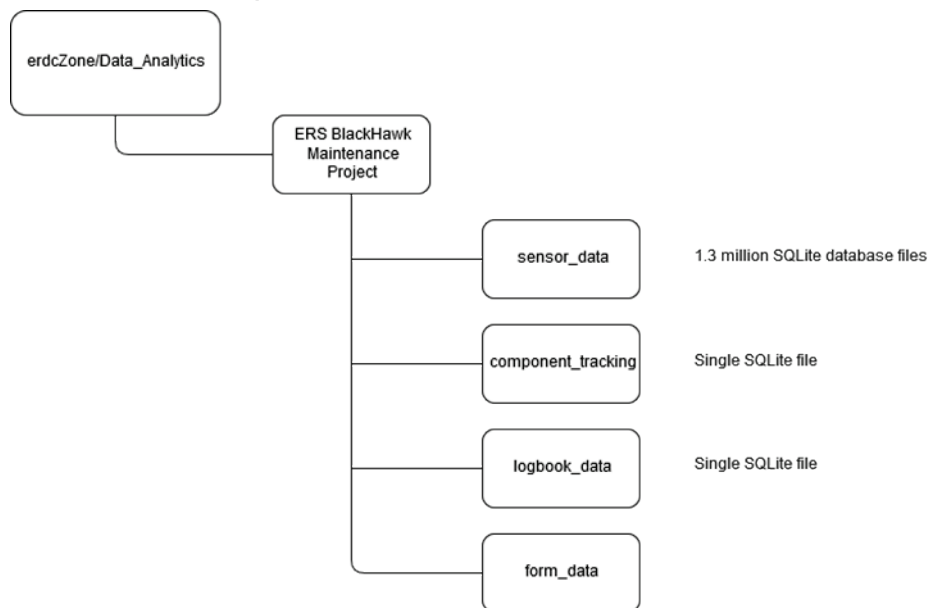 erdcZone/Data_Analytics
ERS BlackHawk
Maintenance
Project
sensor_data
1.3 million SQLite database files
component_tracking
Single SQLite file
logbook_data
Single SQLite file
form_data